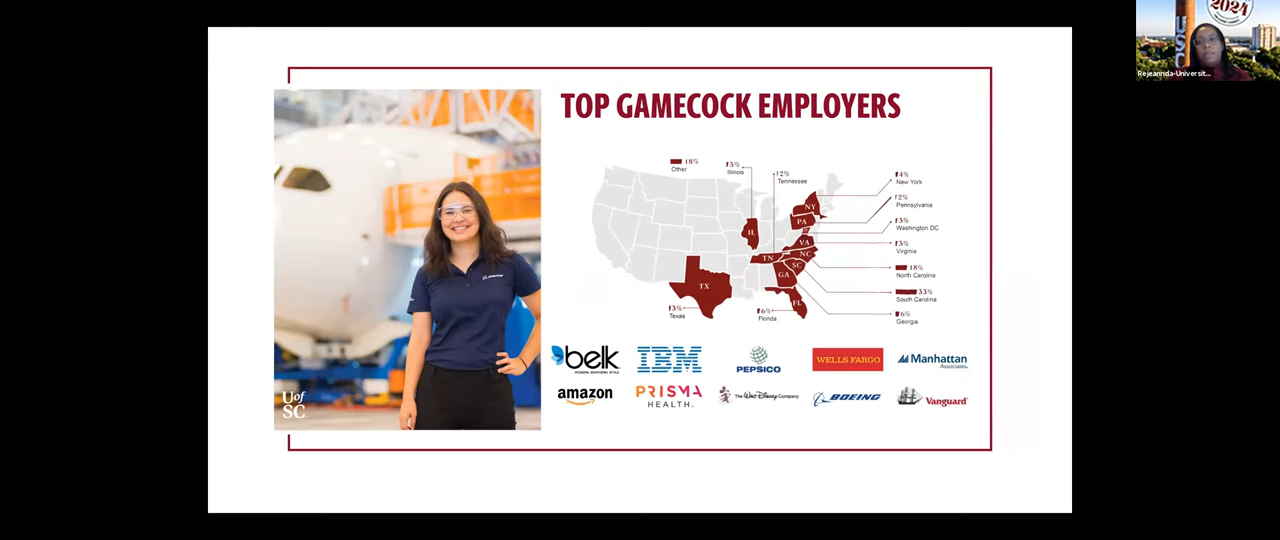 2024
USC
Rejeannda-Universit...
TOP GAMECOCK EMPLOYERS
18%
Other
3%
Illinois
2%
Tennessee
4%
New York
2%
Pennsylvania
3%
Washington DC
3%
Virginia
18%
North Carolina
33%
South Carolina
6%
Georgia
6%
Florida
3%
Texas
NY
PA
IL
VA
NC
TN
SC
GA
TX
FL
belk
MODERN. SOUTHERN. STYLE.
IBM
PEPSICO
WELLS FARGO
Manhattan
Associates.
amazon
PRISMA
HEALTH
The Walt Disney Company
BOEING
Vanguard
BOEING
U of
SC